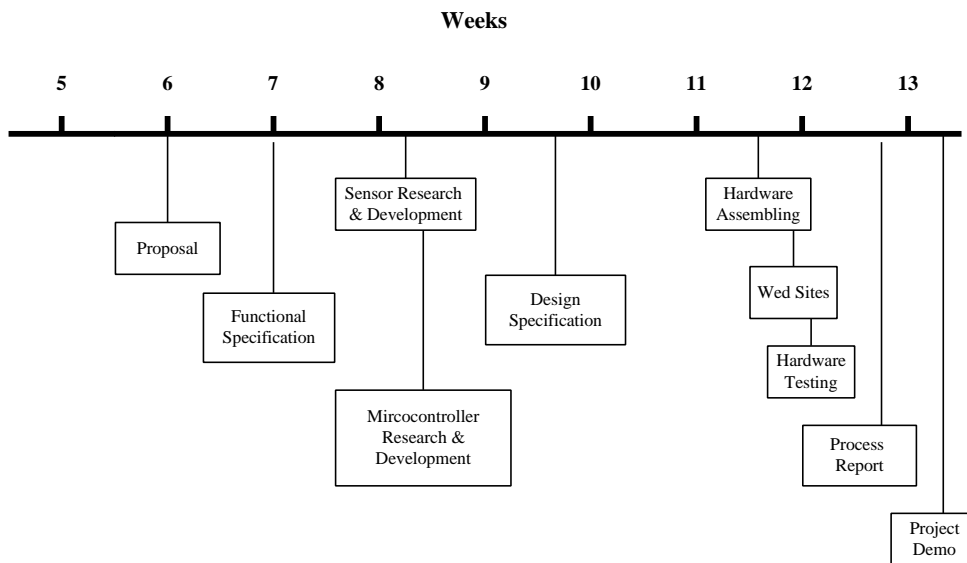 Weeks
5 6 7 8 9 10 11 12 13
Sensor Research
& Development
Hardware
Assembling
Proposal
Wed Sites
Functional
Specification
Design
Specification
Hardware
Testing
Mircocontroller
Research &
Development
Process
Report
Project
Demo